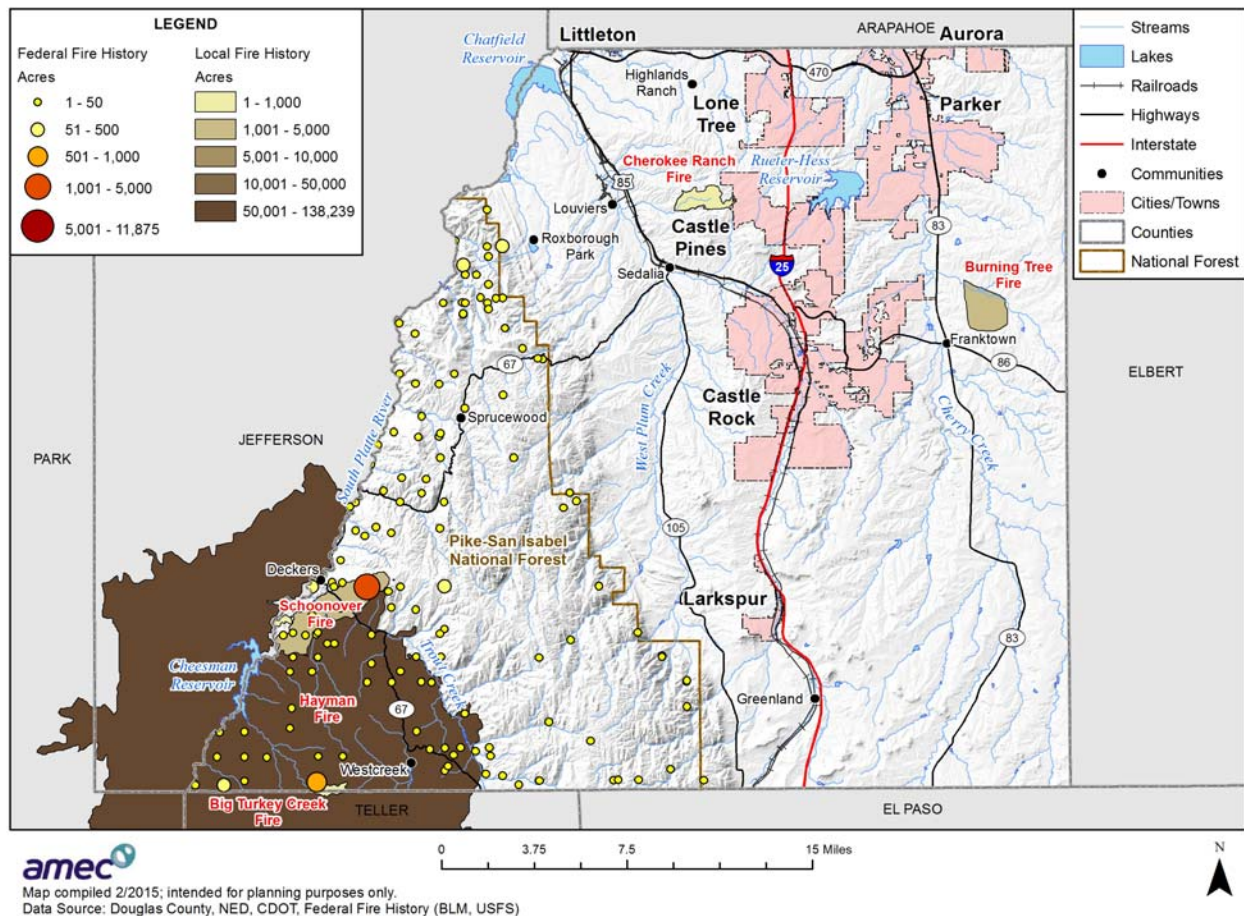 LEGEND
Federal Fire History
Acres
1 - 50
51 - 500
501 - 1,000
1,001 - 5,000
5,001 - 11,875
Local Fire History
Acres
1 - 1,000
1,001 - 5,000
5,001 - 10,000
10,001 - 50,000
50,001 - 138,239
Streams
Lakes
Railroads
Highways
Interstate
Communities
Cities/Towns
Counties
National Forest
ARAPAHOE
Littleton
Aurora
Chatfield
Reservoir
Highlands
Ranch
470
Lone
Tree
Parker
Cherokee Ranch
Fire
Rueter-Hess
Reservoir
85
Louviers
Castle
Pines
83
Roxborough
Park
Sedalia
25
Burning Tree
Fire
Franktown
86
67
ELBERT
Sprucewood
Castle
Rock
West Plum Creek
Cherry Creek
JEFFERSON
PARK
South Platte River
105
Pike-San Isabel
National Forest
Deckers
Schoonover
Fire
Larkspur
83
Cheesman
Reservoir
Trout Creek
Hayman
Fire
67
Greenland
Westcreek
Big Turkey Creek
Fire
TELLER
EL PASO
amec
0 3.75 7.5 15 Miles
N
Map compiled 2/2015; intended for planning purposes only.
Data Source: Douglas County, NED, CDOT, Federal Fire History (BLM, USFS)